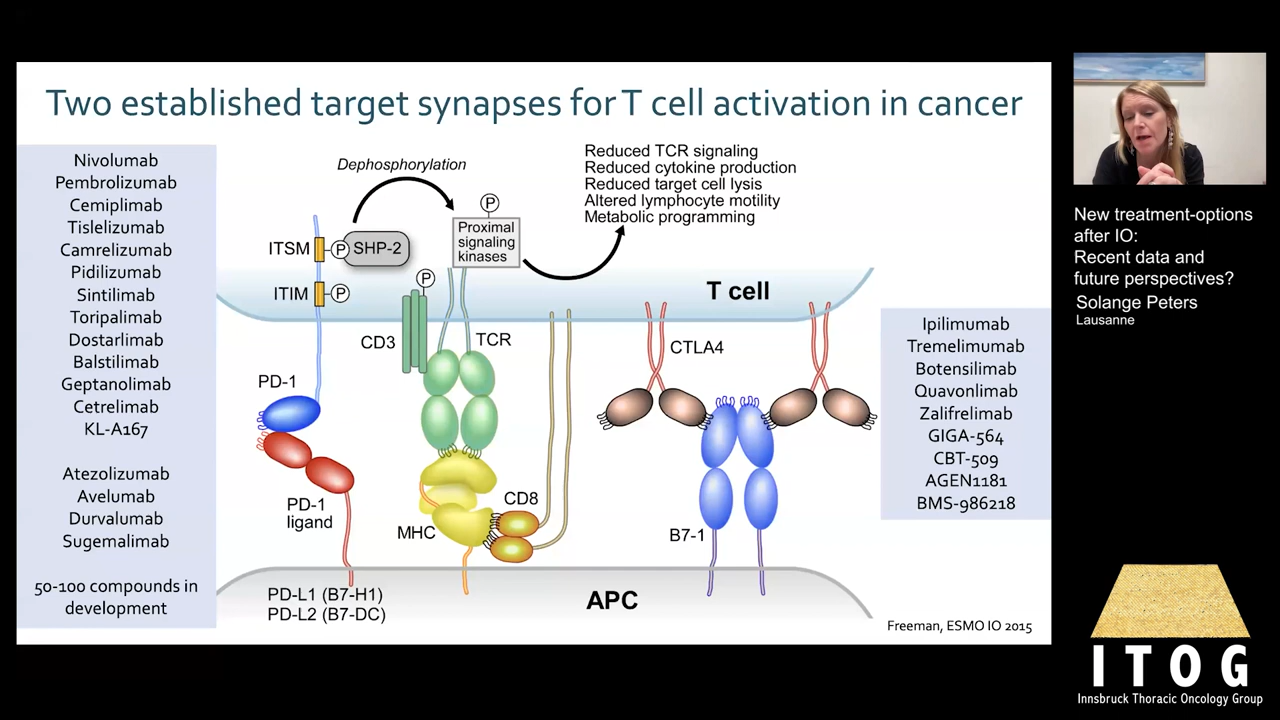 Two established target synapses for T cell activation in cancer
Nivolumab
Pembrolizumab
Cemiplimab
Tislelizumab
Camrelizumab
Pidilizumab
Sintilimab
Toripalimab
Dostarlimab
Balstilimab
Geptanolimab
Cetrelimab
KL-A167
Atezolizumab
Avelumab
Durvalumab
Sugemalimab
50-100 compounds in
development
Dephosphorylation
Reduced TCR signaling
Reduced cytokine production
Reduced target cell lysis
Altered lymphocyte motility
Metabolic programming
P
Proximal
signaling
kinases
ITSM
P
SHP-2
ITIM
P
P
T cell
CD3
TCR
CTLA4
PD-1
PD-1
ligand
MHC
CD8
B7-1
PD-L1 (B7-H1)
PD-L2 (B7-DC)
APC
Ipilimumab
Tremelimumab
Botensilimab
Quavonlimab
Zalifrelimab
GIGA-564
CBT-509
AGEN1181
BMS-986218
Freeman, ESMO IO 2015
New treatment-options
after IO:
Recent data and
future perspectives?
Solange Peters
Lausanne
ITOG
Innsbruck Thoracic Oncology Group